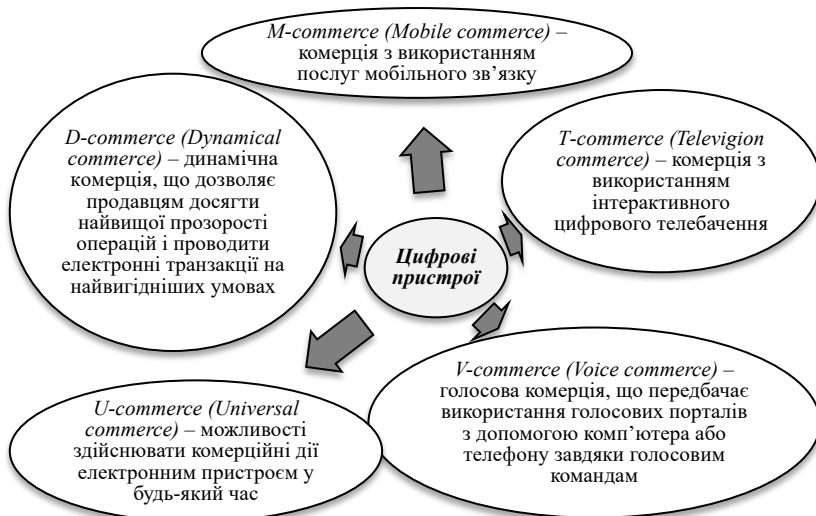 M-commerce (Mobile commerce) –
комерція з використанням
послуг мобільного зв’язку
D-commerce (Dynamical
commerce) – динамічна
комерція, що дозволяє
продавцям досягти
найвищої прозорості
операцій і проводити
електронні транзакції на
найвигідніших умовах
T-commerce (Televigion
commerce) – комерція з
використанням
інтерактивного
цифрового телебачення
Цифрові
пристрої
U-commerce (Universal
commerce) – можливості
здійснювати комерційні дії
електронним пристроєм у
будь-який час
V-commerce (Voice commerce) –
голосова комерція, що передбачає
використання голосових порталів
з допомогою комп’ютера або
телефону завдяки голосовим
командам